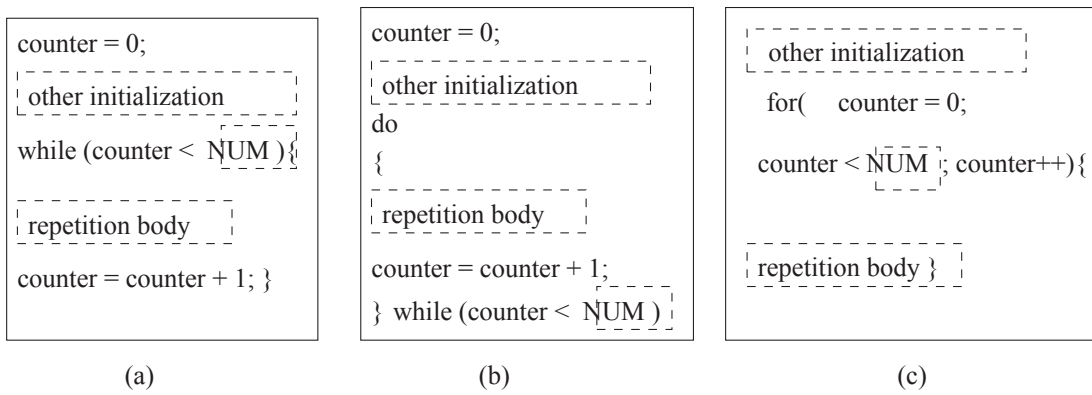 counter = 0;
other initialization
while (counter < NUM ){
repetition body
counter = counter + 1; }
(a)
counter = 0;
other initialization
do
{
repetition body
counter = counter + 1;
} while (counter < NUM )
(b)
other initialization
for( counter = 0;
counter < NUM ; counter++){
repetition body }
(c)